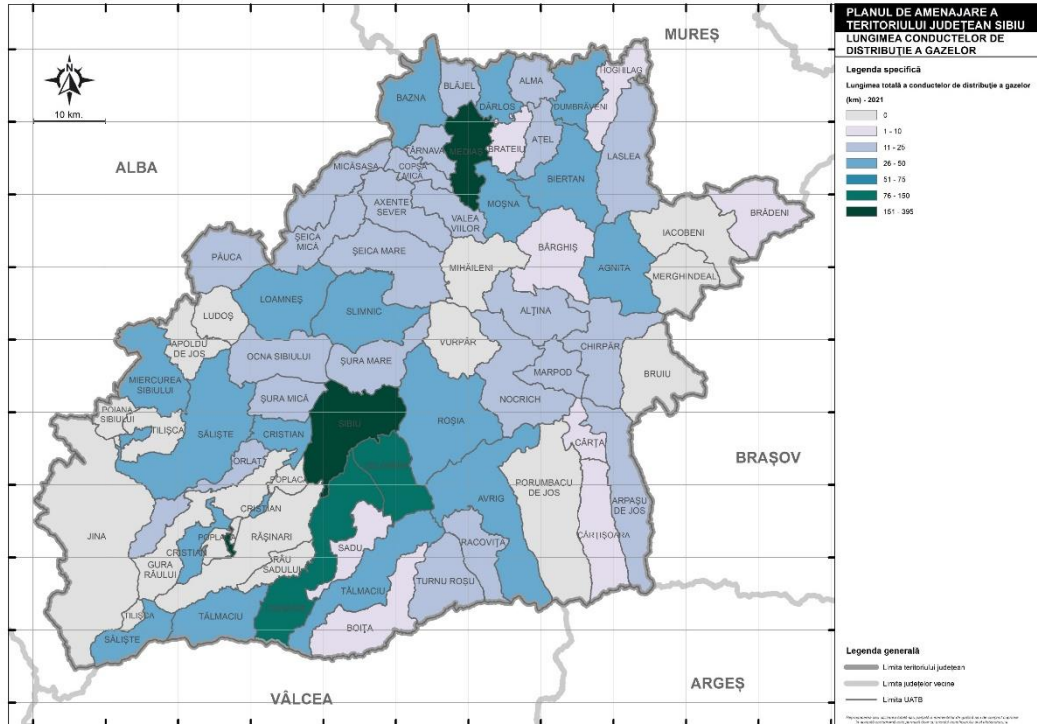 PLANUL DE AMENAJARE A
TERITORIULUI JUDEȚEAN SIBIU
LUNGIMEA CONDUCTELOR DE
DISTRIBUȚIE A GAZELOR
Legenda specifică
Lungimea totală a conductelor de distribuție a gazelor
(km) - 2021
0
1 - 10
11 - 25
26 - 50
51 - 75
76 - 150
151 - 395
MUREȘ
ALBA
BRAȘOV
ARGEȘ
VÂLCEA
10 km.
HOGHILAG
BLĂJEL
ALMA
BAZNA
DÂRLOS
DUMBRĂVENI
TÂRNAVA
MEDIAȘ
BRATEIU
AȚEL
LASLEA
MICĂSASA
COPȘA
MICĂ
BIERTAN
AXENTE
SEVER
MOȘNA
VALEA
VIILOR
BRĂDENI
ȘEICA
MICĂ
ȘEICA MARE
BÂRGHIȘ
IACOBENI
PĂUCA
MIHĂILENI
AGNITA
MERGHINDEAL
LOAMNEȘ
SLIMNIC
LUDOȘ
ALȚINA
APOLDU
DE JOS
VURPĂR
CHIRPĂR
OCNA SIBIULUI
ȘURA MARE
MARPOD
BRUIU
MIERCUREA
SIBIULUI
ȘURA MICĂ
NOCRICH
POIANA
SIBIULUI
TILIȘCA
SĂLIȘTE
CRISTIAN
SIBIU
ROȘIA
CÂRȚA
ORLAT
POPLACA
PORUMBACU
DE JOS
AVRIG
ARPAȘU
DE JOS
CRISTIAN
JINA
POPLACA
RĂȘINARI
CÂRȚIȘOARA
CRISTIAN
SADU
RACOVIȚA
GURA
RÂULUI
RÂU
SADULUI
TURNU ROȘU
TĂLMACIU
TILIȘCA
TĂLMACIU
BOIȚA
SĂLIȘTE
Legenda generală
Limita teritoriului județean
Limita județelor vecine
Limita UATB